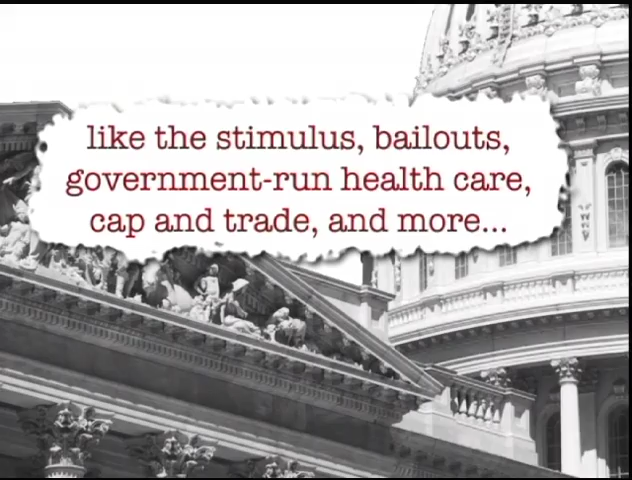 like the stimulus, bailouts,
government-run health care,
cap and trade, and more...